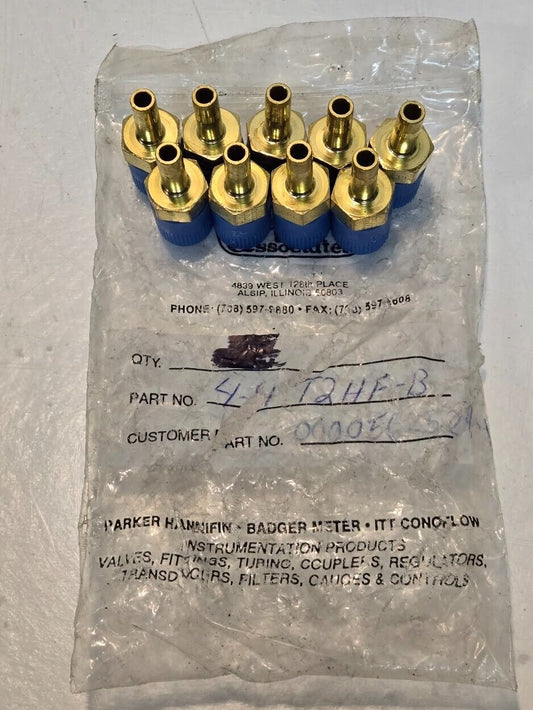 Associates
4839 WEST 128th PLACE
ALSIP, ILLINOIS 60803
PHONE: (708) 597-9880 • FAX: (708) 597-1608
QTY.
PART NO. 4-4 T2HF-B
CUSTOMER PART NO.
PARKER HANNIFIN • BADGER METER • ITT CONOFLOW
INSTRUMENTATION PRODUCTS
VALVES, FITTINGS, TUBING, COUPLERS, REGULATORS,
TRANSDUCERS, FILTERS, GAUGES & CONTROLS